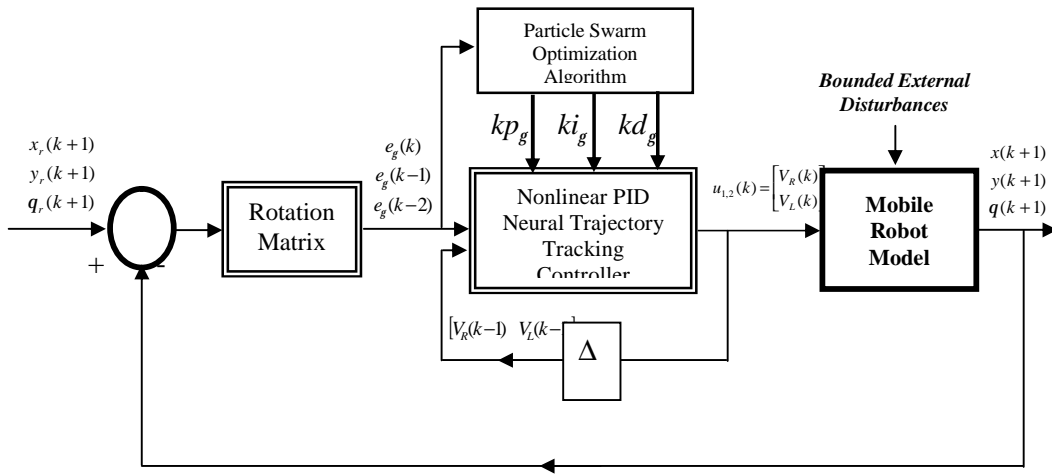 Particle Swarm
Optimization
Algorithm
Bounded External
Disturbances
kp_g ki_g kd_g
x_r(k+1)
y_r(k+1)
q_r(k+1)
e_g(k)
e_g(k-1)
e_g(k-2)
Rotation
Matrix
Nonlinear PID
Neural Trajectory
Tracking
Controller
u_{1,2}(k) = [V_R(k)
V_L(k)]
Mobile
Robot
Model
x(k+1)
y(k+1)
q(k+1)
+ -
[V_R(k-1) V_L(k-
Δ